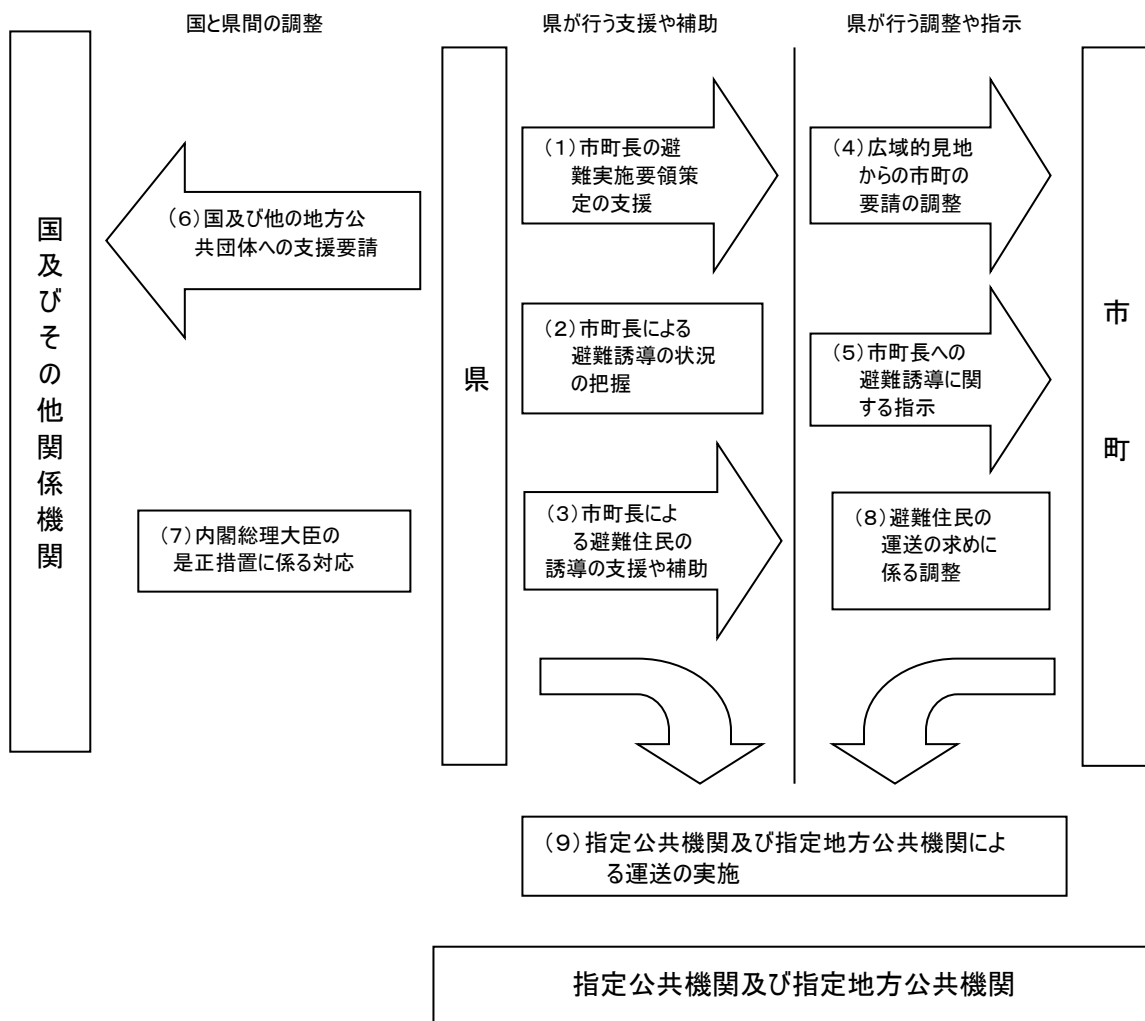 国と県間の調整
県が行う支援や補助
県が行う調整や指示
国及びその他関係機関
(6)国及び他の地方公
共団体への支援要請
(7)内閣総理大臣の
是正措置に係る対応
県
(1)市町長の避
難実施要領策
定の支援
(2)市町長による
避難誘導の状況
の把握
(3)市町長によ
る避難住民の
誘導の支援や補助
(4)広域的見地
からの市町の
要請の調整
(5)市町長への
避難誘導に関
する指示
(8)避難住民の
運送の求めに
係る調整
市町
(9)指定公共機関及び指定地方公共機関によ
る運送の実施
指定公共機関及び指定地方公共機関